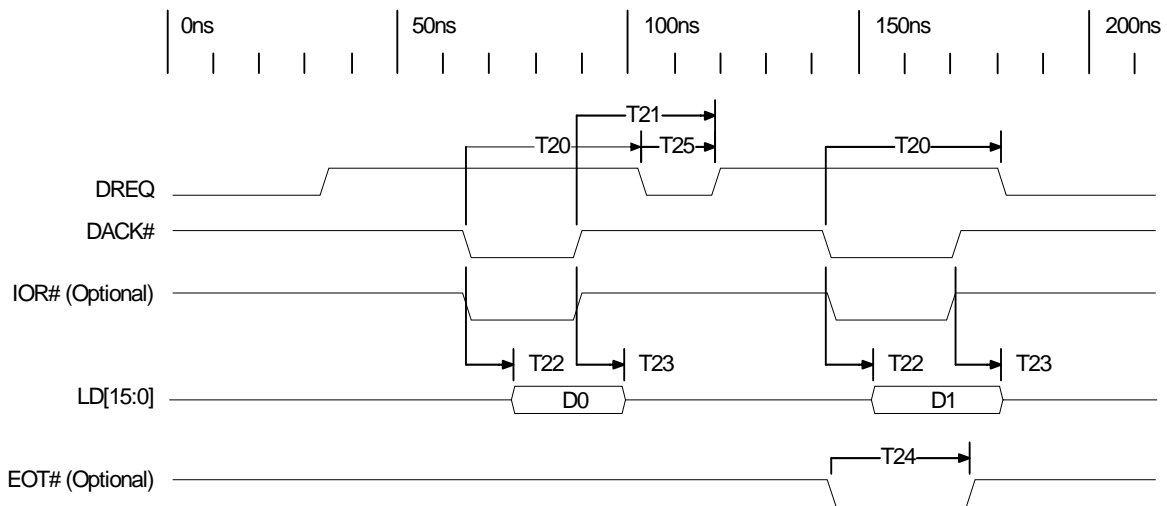 0ns 50ns 100ns 150ns 200ns
T21
T20 T25 T20
DREQ
DACK#
IOR# (Optional)
T22 T23 T22 T23
LD[15:0] D0 D1
T24
EOT# (Optional)